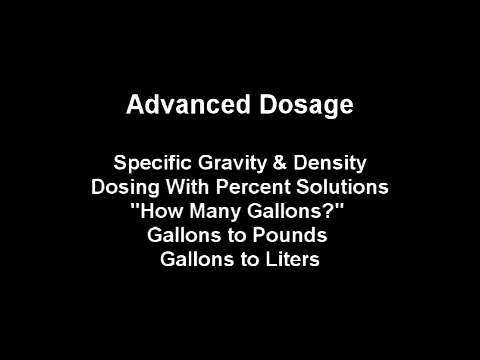 Advanced Dosage
Specific Gravity & Density
Dosing With Percent Solutions
"How Many Gallons?"
Gallons to Pounds
Gallons to Liters